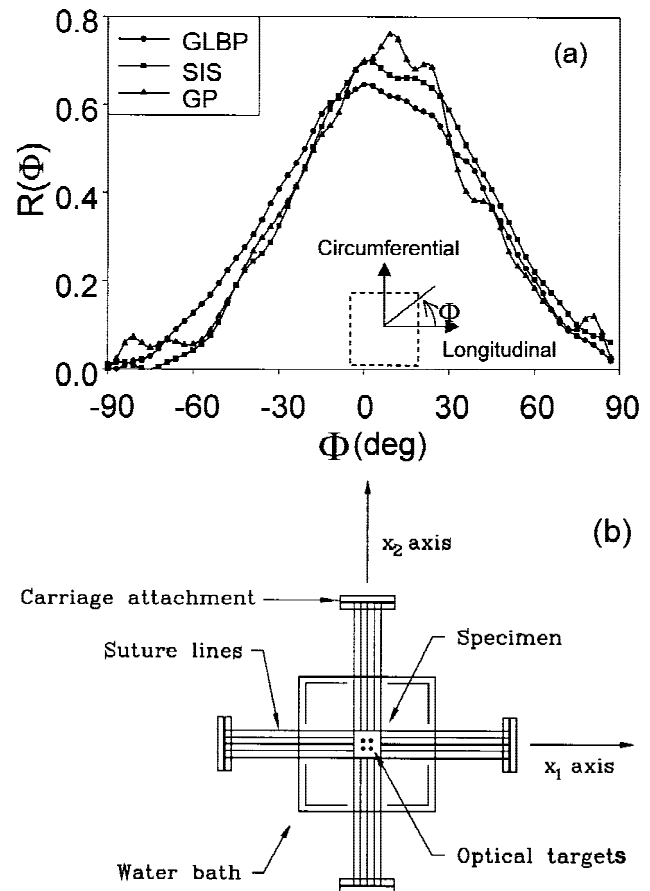 0.8
GLBP
SIS
GP
(a)
0.6
R(Φ)
0.4
Circumferential
0.2
Φ
Longitudinal
0.0
-90 -60 -30 0 30 60 90
Φ(deg)
(b)
x₂ axis
Carriage attachment
Suture lines
Specimen
x₁ axis
Optical targets
Water bath